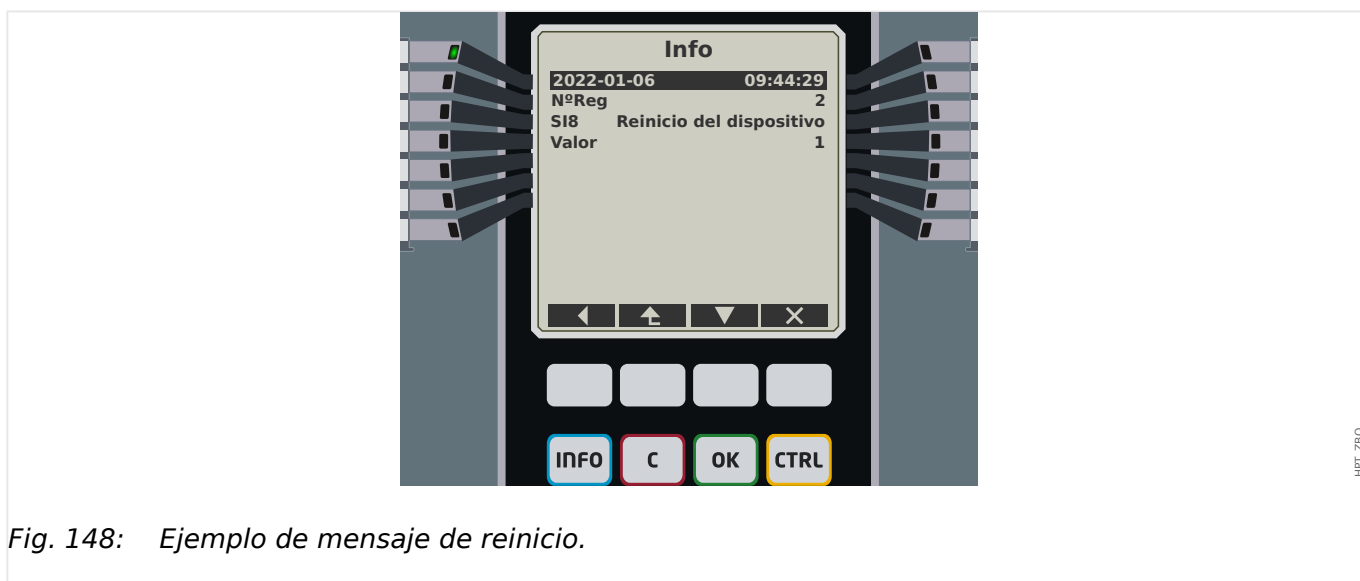 Info
2022-01-06 09:44:29
NºReg 2
SI8 Reinicio del dispositivo
Valor 1
INFO C OK CTRL
HPT_ZBO
Fig. 148: Ejemplo de mensaje de reinicio.